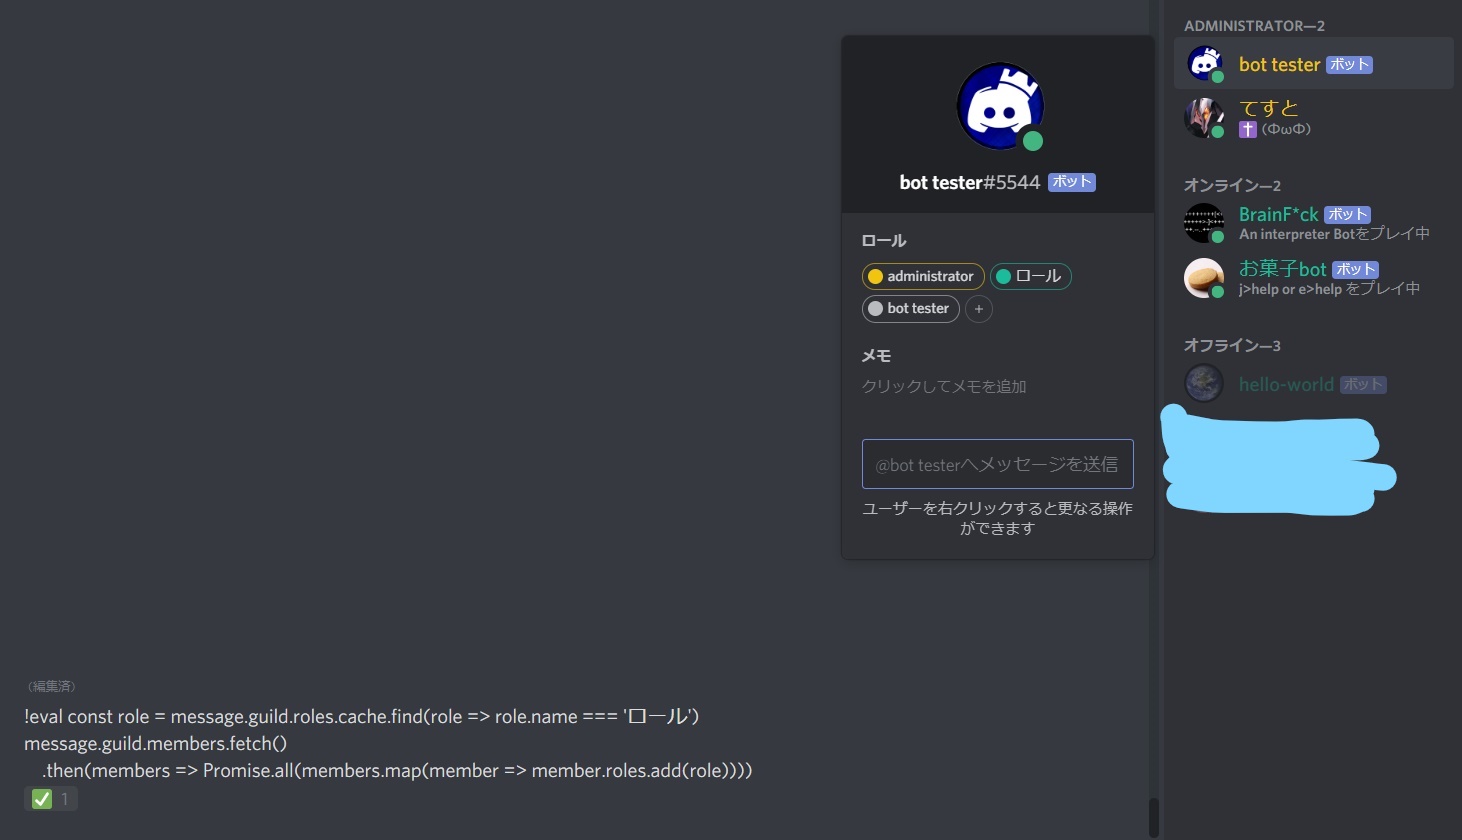 (編集済)
!eval const role = message.guild.roles.cache.find(role => role.name === 'ロール')
message.guild.members.fetch()
.then(members => Promise.all(members.map(member => member.roles.add(role))))
1
bot tester#5544 ボット
ロール
administrator ロール
bot tester +
メモ
クリックしてメモを追加
@bot testerへメッセージを送信
ユーザーを右クリックすると更なる操作
ができます
ADMINISTRATOR—2
bot tester ボット
てすと
✝ (ΦωΦ)
オンライン—2
BrainF*ck ボット
An interpreter Botをプレイ中
お菓子bot ボット
j>help or e>help をプレイ中
オフライン—3
hello-world ボット